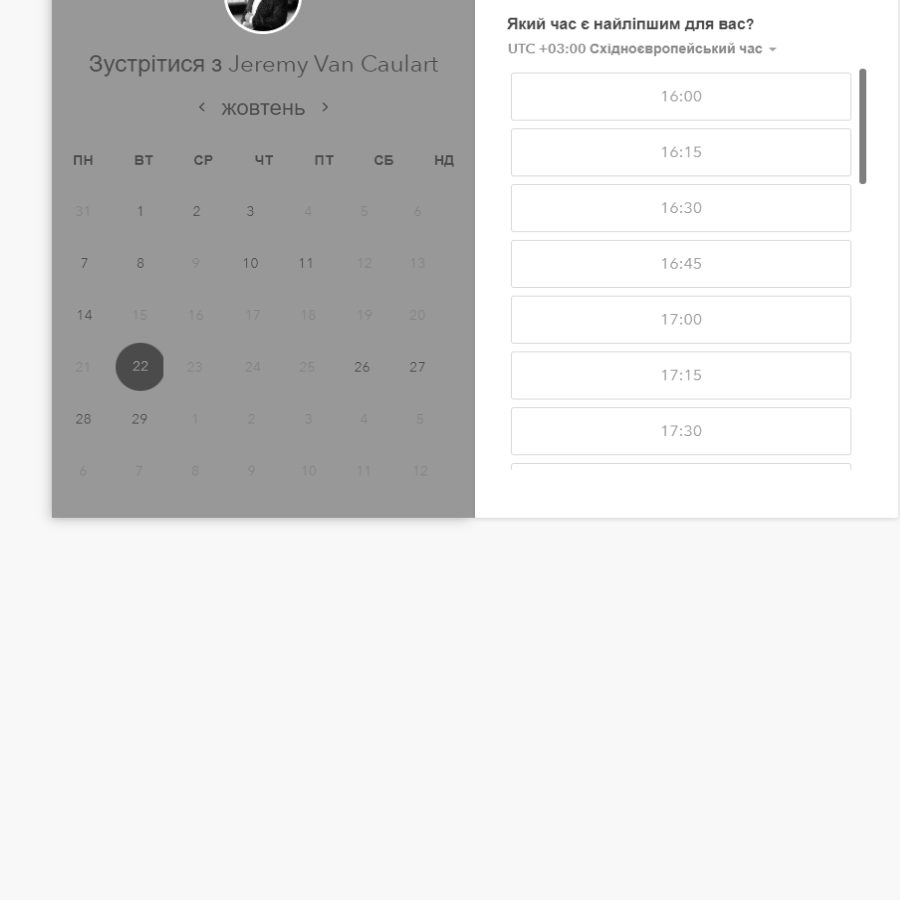 Зустрітися з Jeremy Van Caulart
жовтень
ПН ВТ СР ЧТ ПТ СБ НД
31 1 2 3 4 5 6
7 8 9 10 11 12 13
14 15 16 17 18 19 20
21 22 23 24 25 26 27
28 29 1 2 3 4 5
6 7 8 9 10 11 12
Який час є найліпшим для вас?
UTC +03:00 Східноєвропейський час
16:00
16:15
16:30
16:45
17:00
17:15
17:30